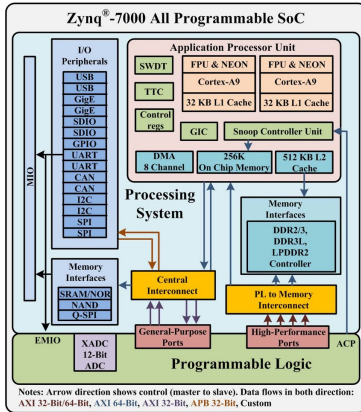 Zynq®-7000 All Programmable SoC
I/O
Peripherals
USB
USB
GigE
GigE
SDIO
SDIO
GPIO
UART
UART
CAN
CAN
I2C
I2C
SPI
SPI
MIO
Application Processor Unit
SWDT
TTC
Control
regs
FPU & NEON
Cortex-A9
32 KB L1 Cache
FPU & NEON
Cortex-A9
32 KB L1 Cache
GIC
Snoop Controller Unit
DMA
8 Channel
256K
On Chip Memory
512 KB L2
Cache
Processing
System
Memory
Interfaces
DDR2/3,
DDR3L,
LPDDR2
Controller
Memory
Interfaces
SRAM/NOR
NAND
Q-SPI
Central
Interconnect
PL to Memory
Interconnect
EMIO
XADC
12-Bit
ADC
General-Purpose
Ports
High-Performance
Ports
ACP
Programmable Logic
Notes: Arrow direction shows control (master to slave). Data flows in both direction:
AXI 32-Bit/64-Bit, AXI 64-Bit, AXI 32-Bit, APB 32-Bit, Custom